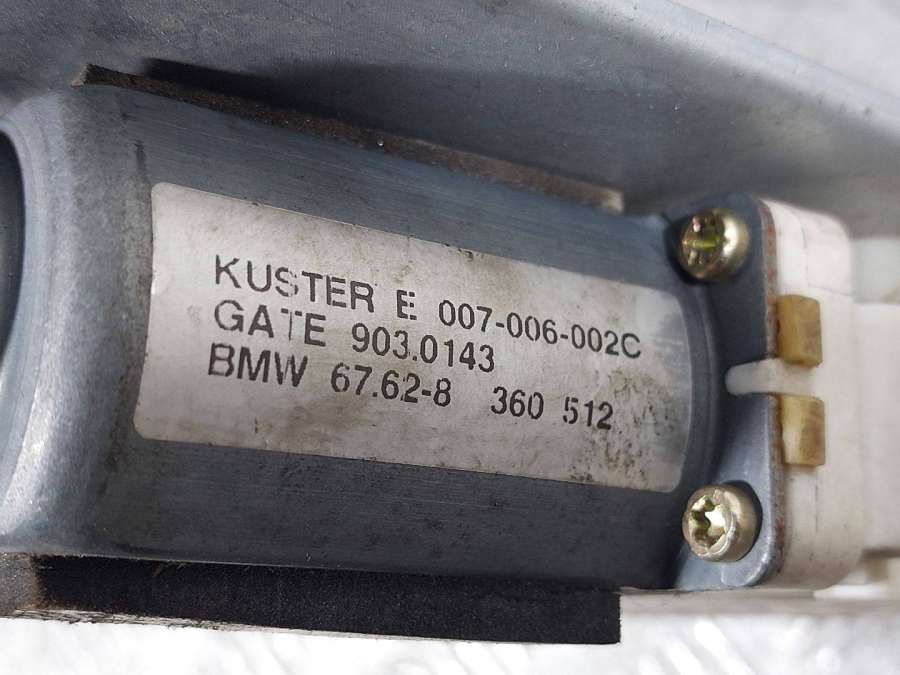 KUSTER E 007-006-002C
GATE 903.0143
BMW 67.62-8 360 512